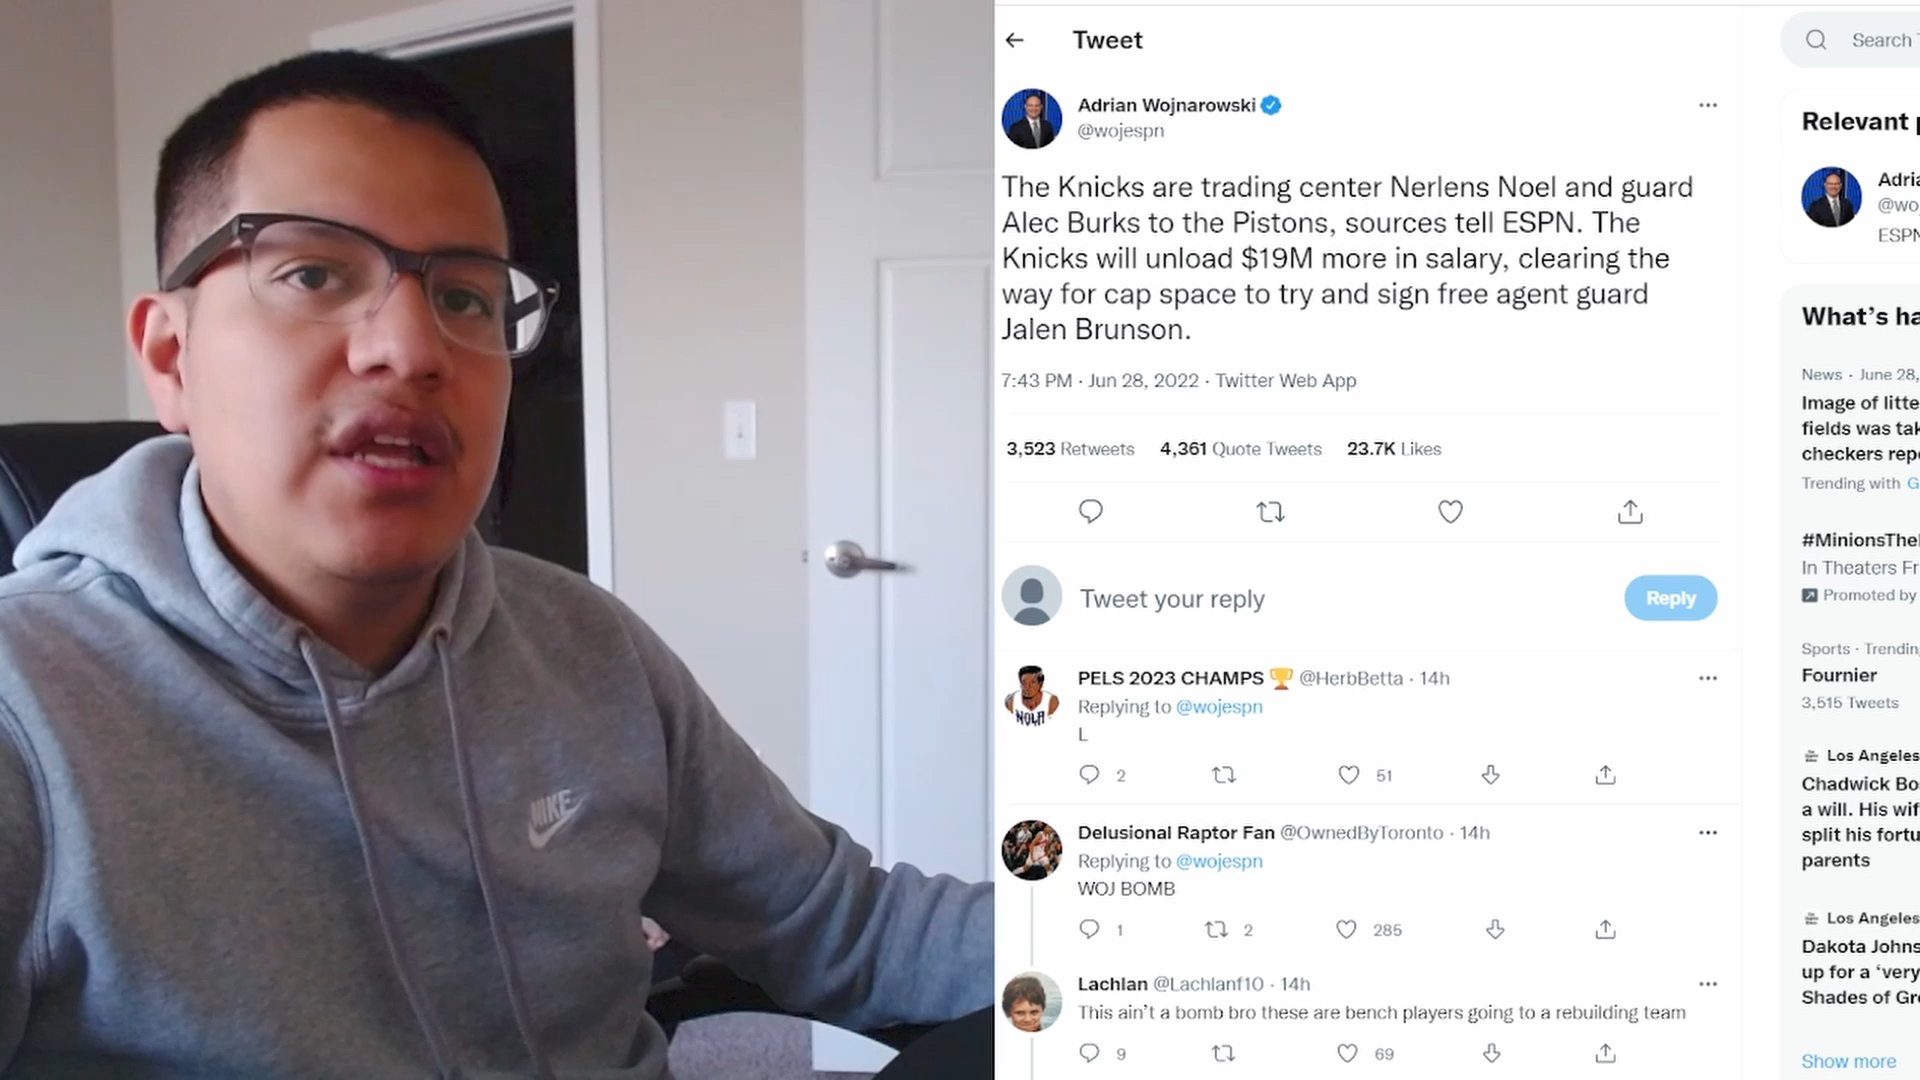 Tweet
Adrian Wojnarowski
@wojespn
The Knicks are trading center Nerlens Noel and guard
Alec Burks to the Pistons, sources tell ESPN. The
Knicks will unload $19M more in salary, clearing the
way for cap space to try and sign free agent guard
Jalen Brunson.
7:43 PM · Jun 28, 2022 · Twitter Web App
3,523 Retweets 4,361 Quote Tweets 23.7K Likes
Tweet your reply
Reply
PELS 2023 CHAMPS 🏆 @HerbBetta · 14h
Replying to @wojespn
L
2 51
Delusional Raptor Fan @OwnedByToronto · 14h
Replying to @wojespn
WOJ BOMB
1 2 285
Lachlan @Lachlanf10 · 14h
This ain't a bomb bro these are bench players going to a rebuilding team
9 69
Search
Relevant p
Adria
@wo
ESPN
What's ha
News · June 28,
Image of litte
fields was tak
checkers repo
Trending with G
#MinionsThe
In Theaters Fr
Promoted by
Sports · Trending
Fournier
3,515 Tweets
Los Angeles
Chadwick Bo
a will. His wif
split his fortu
parents
Los Angeles
Dakota Johns
up for a ‘very
Shades of Gr
Show more
NIKE
NOLA